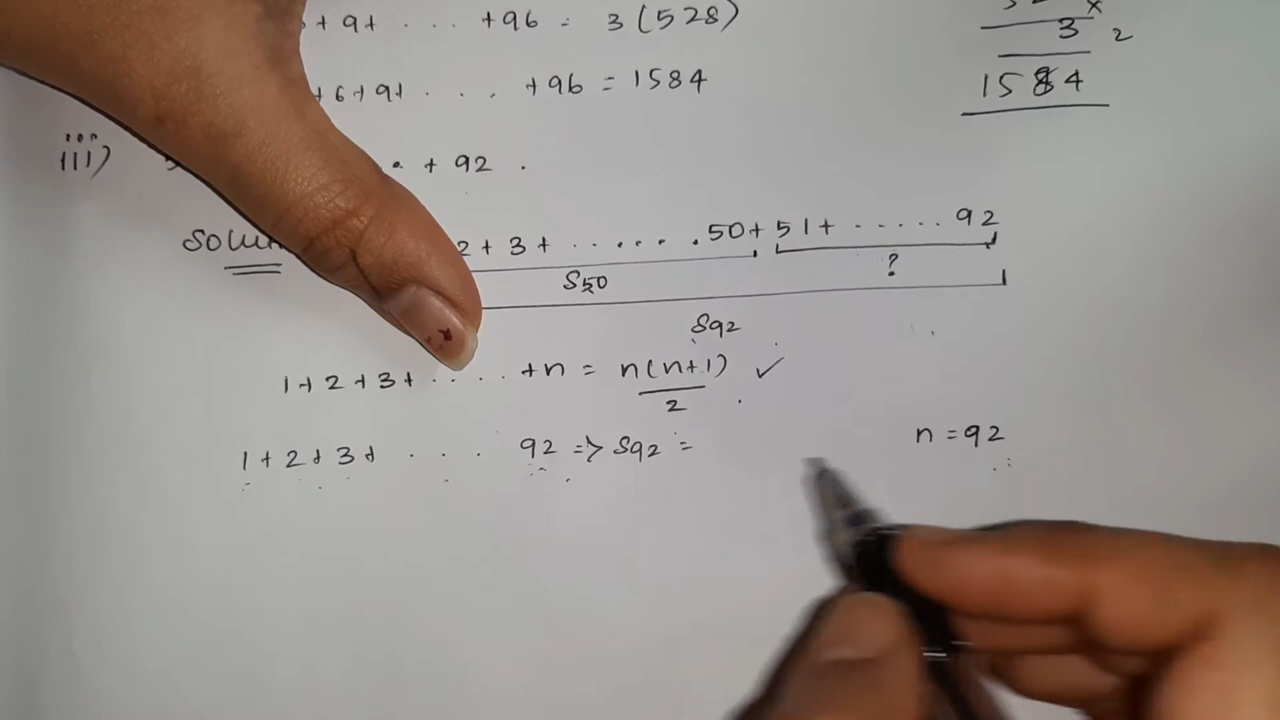 + 9 + . . . + 96 = 3 (528)
+ 6 + 9 + . . . . + 96 = 1584
3 2
1584
iii) + 92 .
2 + 3 + . . . . . . . 50 + 51 + . . . . . 92
S50 ?
S92
1 + 2 + 3 + . . . . + n = n(n+1) ✓
2
1 + 2 + 3 + . . . 92 => S92 = n = 92